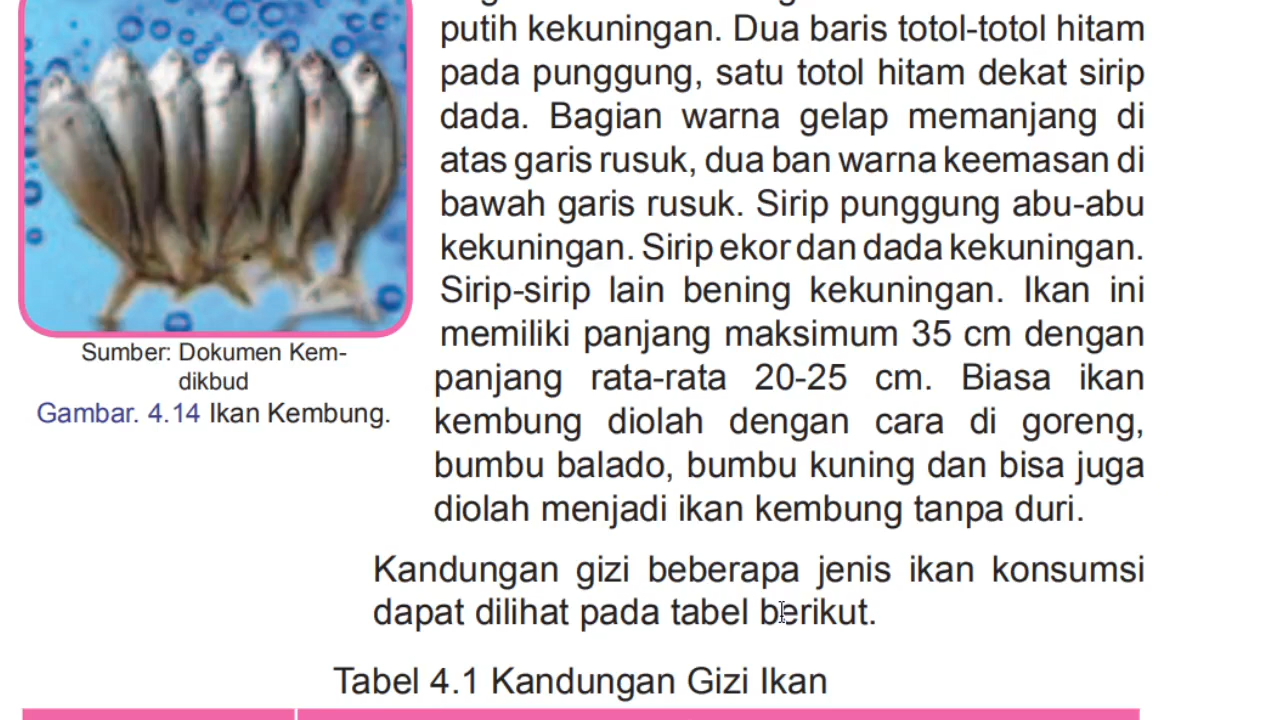 putih kekuningan. Dua baris totol-totol hitam
pada punggung, satu totol hitam dekat sirip
dada. Bagian warna gelap memanjang di
atas garis rusuk, dua ban warna keemasan di
bawah garis rusuk. Sirip punggung abu-abu
kekuningan. Sirip ekor dan dada kekuningan.
Sirip-sirip lain bening kekuningan. Ikan ini
memiliki panjang maksimum 35 cm dengan
panjang rata-rata 20-25 cm. Biasa ikan
kembung diolah dengan cara di goreng,
bumbu balado, bumbu kuning dan bisa juga
diolah menjadi ikan kembung tanpa duri.
Sumber: Dokumen Kem-
dikbud
Gambar. 4.14 Ikan Kembung.
Kandungan gizi beberapa jenis ikan konsumsi
dapat dilihat pada tabel berikut.
Tabel 4.1 Kandungan Gizi Ikan